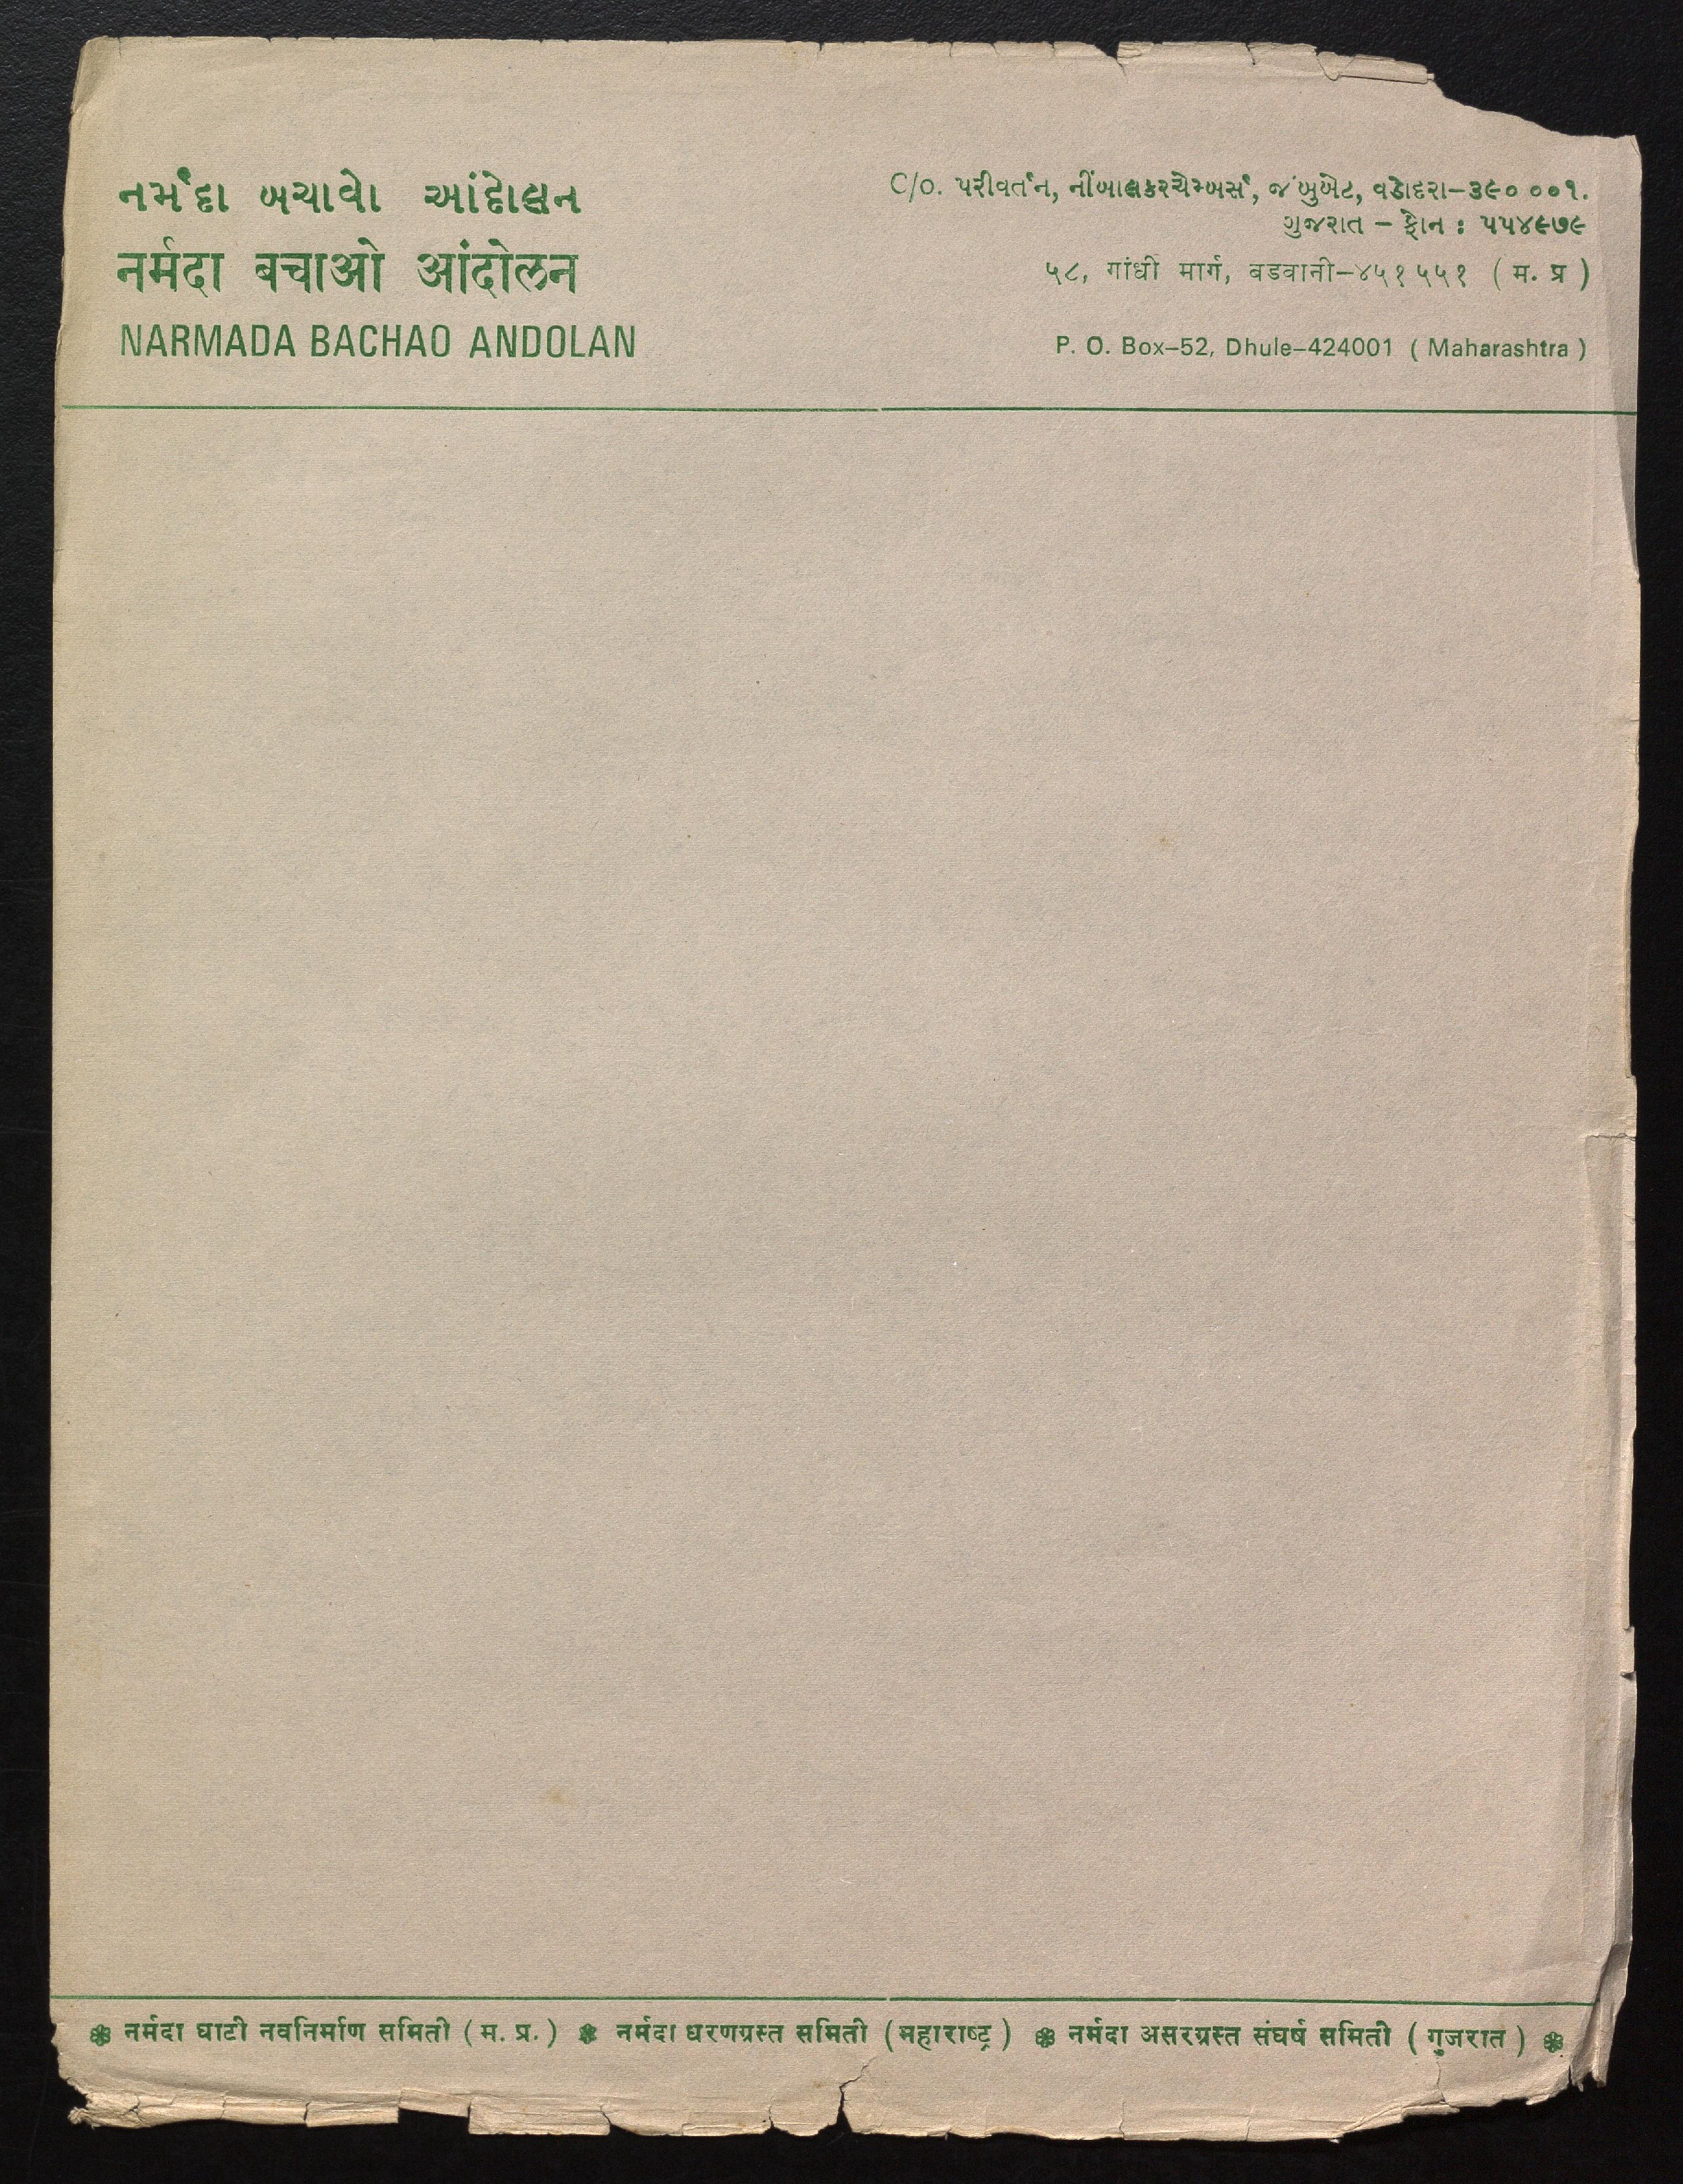 નર્મદા બચાવો આંદોલન
नर्मदा बचाओ आंदोलन
NARMADA BACHAO ANDOLAN
C/o. પરીવર્તન, નીંબાલકરચેમ્બર્સ, જંબુબેટ, વડોદરા-૩૯૦ ૦૦૧.
ગુજરાત - ફોન : ૫૫૪૯૭૯
५८, गांधी मार्ग, बडवानी-४५१५५१ ( म. प्र )
P. O. Box-52, Dhule-424001 ( Maharashtra )
नर्मदा घाटी नवनिर्माण समिती ( म. प्र. ) नर्मदा धरणग्रस्त समिती ( महाराष्ट्र ) नर्मदा असरग्रस्त संघर्ष समिती ( गुजरात )